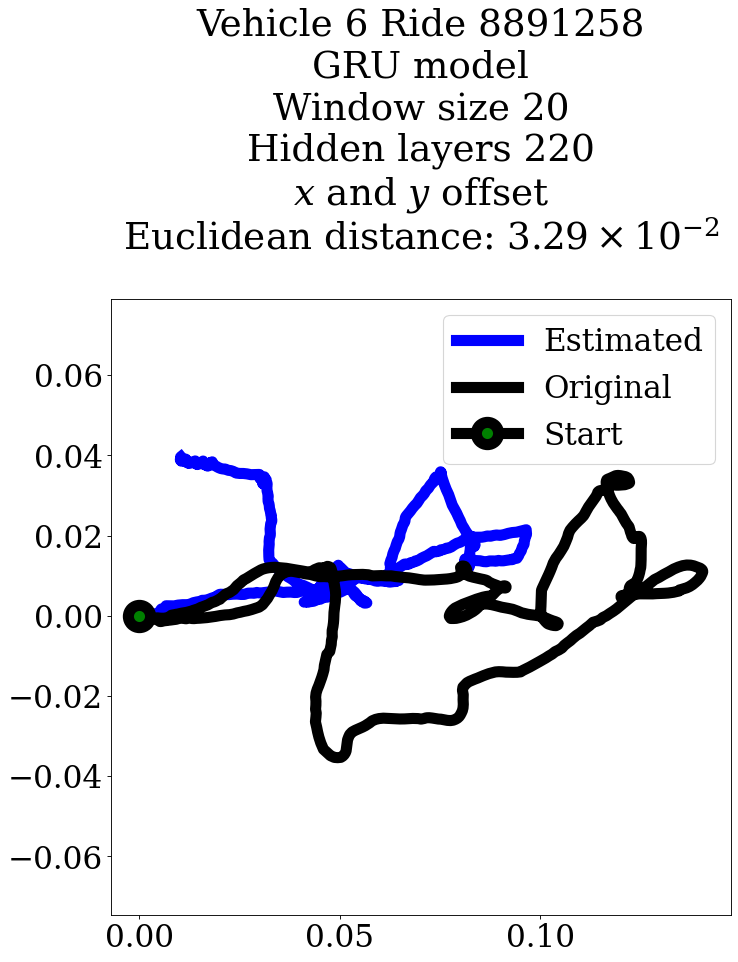 Vehicle 6 Ride 8891258
GRU model
Window size 20
Hidden layers 220
x and y offset
Euclidean distance: 3.29 × 10⁻²
Estimated
Original
Start
0.06
0.04
0.02
0.00
−0.02
−0.04
−0.06
0.00 0.05 0.10